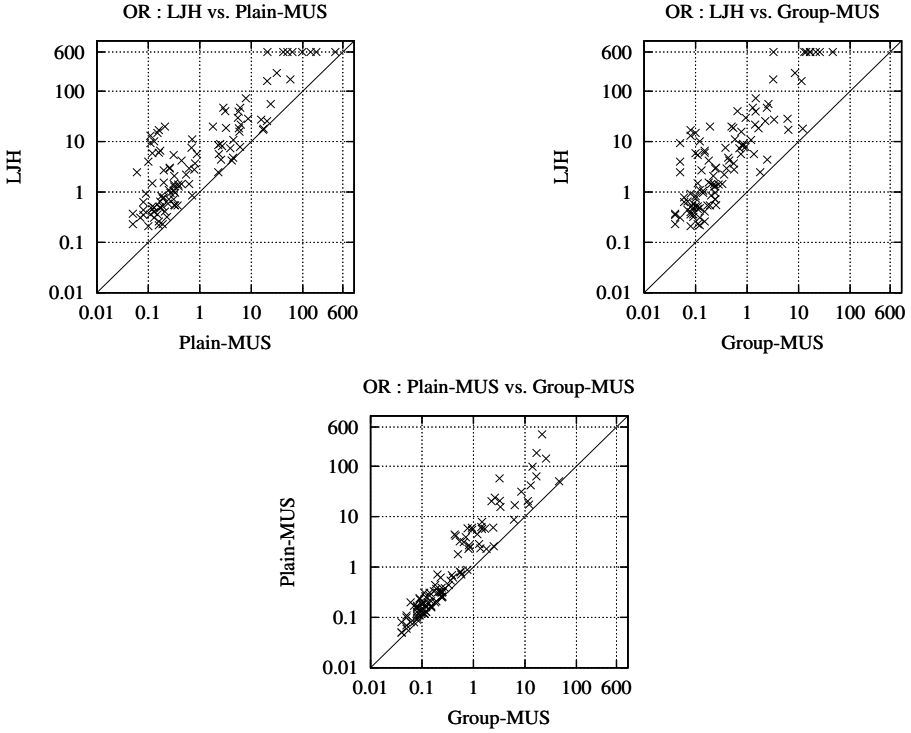 OR : LJH vs. Plain-MUS
600
100
10
1
0.1
0.01
LJH
0.01 0.1 1 10 100 600
Plain-MUS
OR : LJH vs. Group-MUS
600
100
10
1
0.1
0.01
LJH
0.01 0.1 1 10 100 600
Group-MUS
OR : Plain-MUS vs. Group-MUS
600
100
10
1
0.1
0.01
Plain-MUS
0.01 0.1 1 10 100 600
Group-MUS